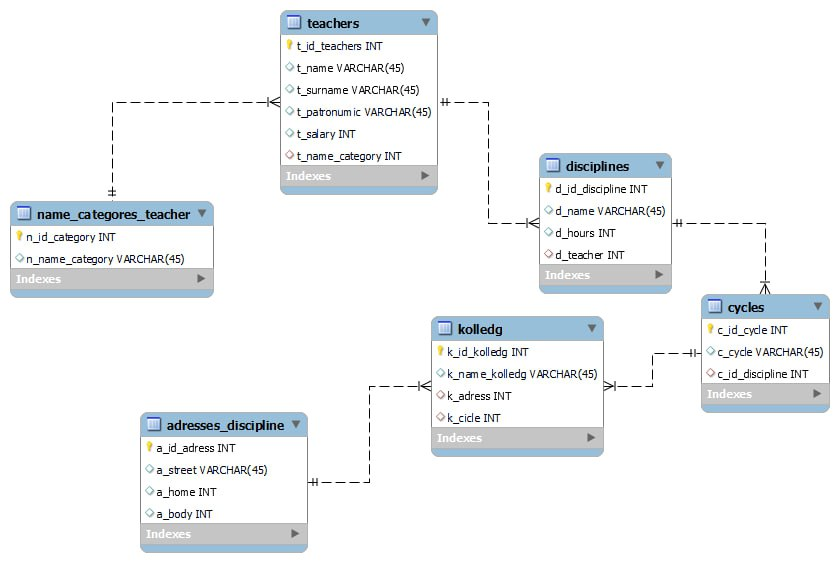 teachers
t_id_teachers INT
t_name VARCHAR(45)
t_surname VARCHAR(45)
t_patronumic VARCHAR(45)
t_salary INT
t_name_category INT
Indexes
name_categores_teacher
n_id_category INT
n_name_category VARCHAR(45)
Indexes
disciplines
d_id_discipline INT
d_name VARCHAR(45)
d_hours INT
d_teacher INT
Indexes
cycles
c_id_cycle INT
c_cycle VARCHAR(45)
c_id_discipline INT
Indexes
kolledg
k_id_kolledg INT
k_name_kolledg VARCHAR(45)
k_adress INT
k_cicle INT
Indexes
adresses_discipline
a_id_adress INT
a_street VARCHAR(45)
a_home INT
a_body INT
Indexes